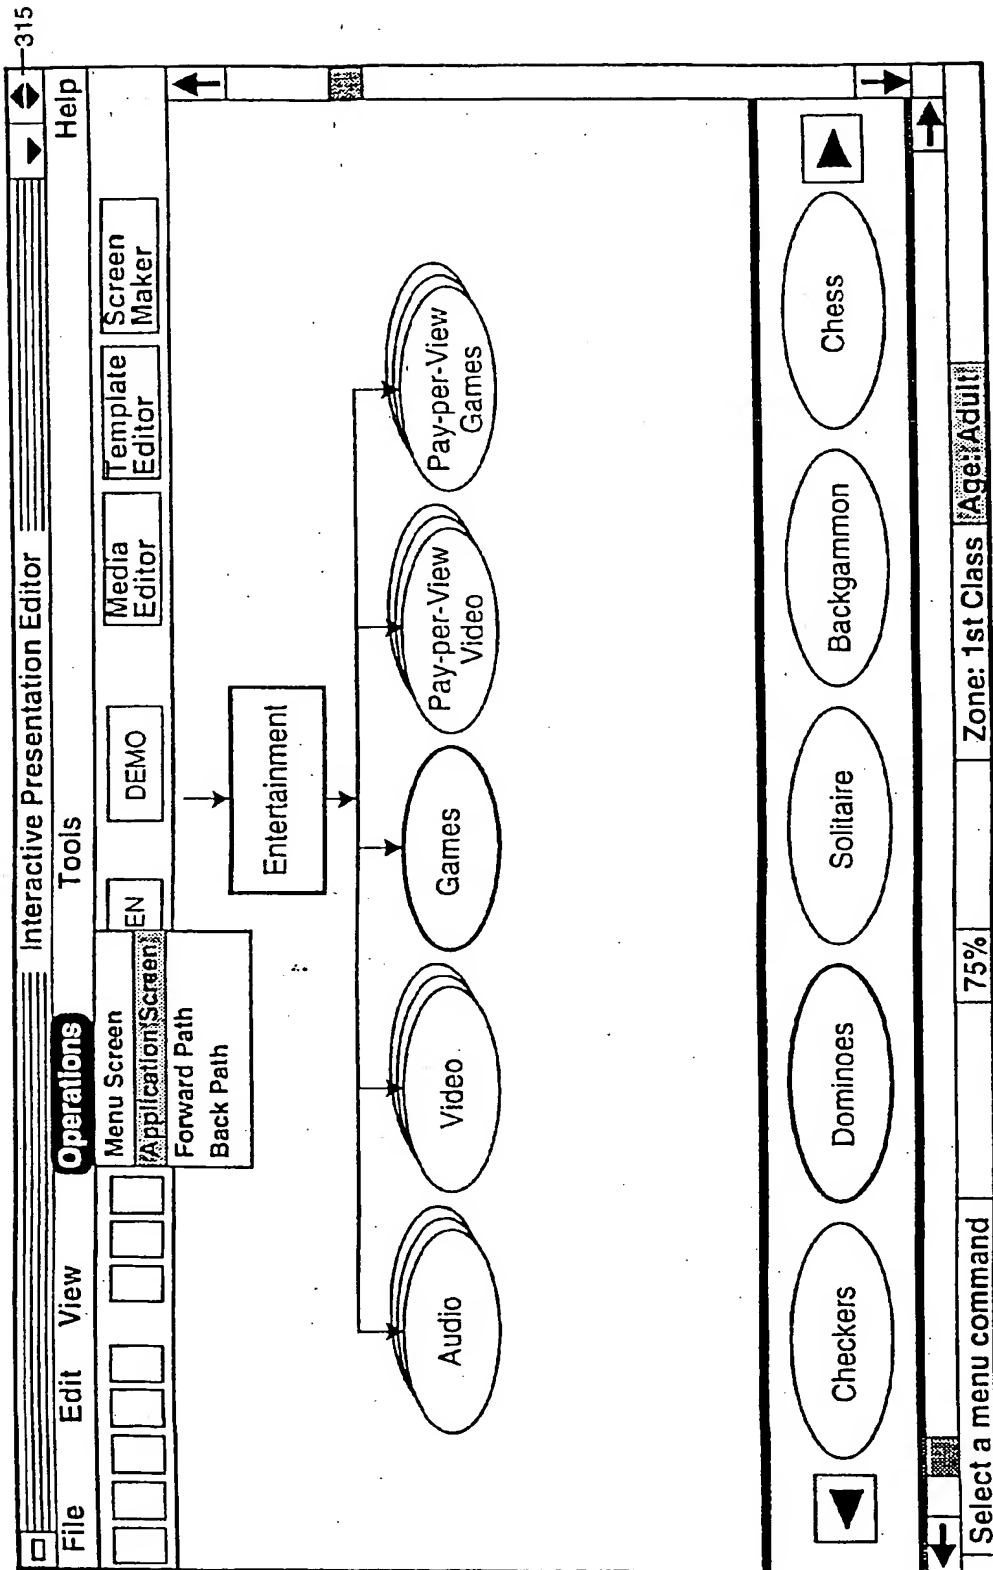 315
Interactive Presentation Editor
File Edit View Operations Tools Help
Menu Screen
Application Screen
Forward Path
Back Path
EN
DEMO
Media
Editor
Template
Editor
Screen
Maker
Entertainment
Audio
Video
Games
Pay-per-View
Video
Pay-per-View
Games
Checkers
Dominoes
Solitaire
Backgammon
Chess
Select a menu command
75%
Zone: 1st Class
Age: Adult